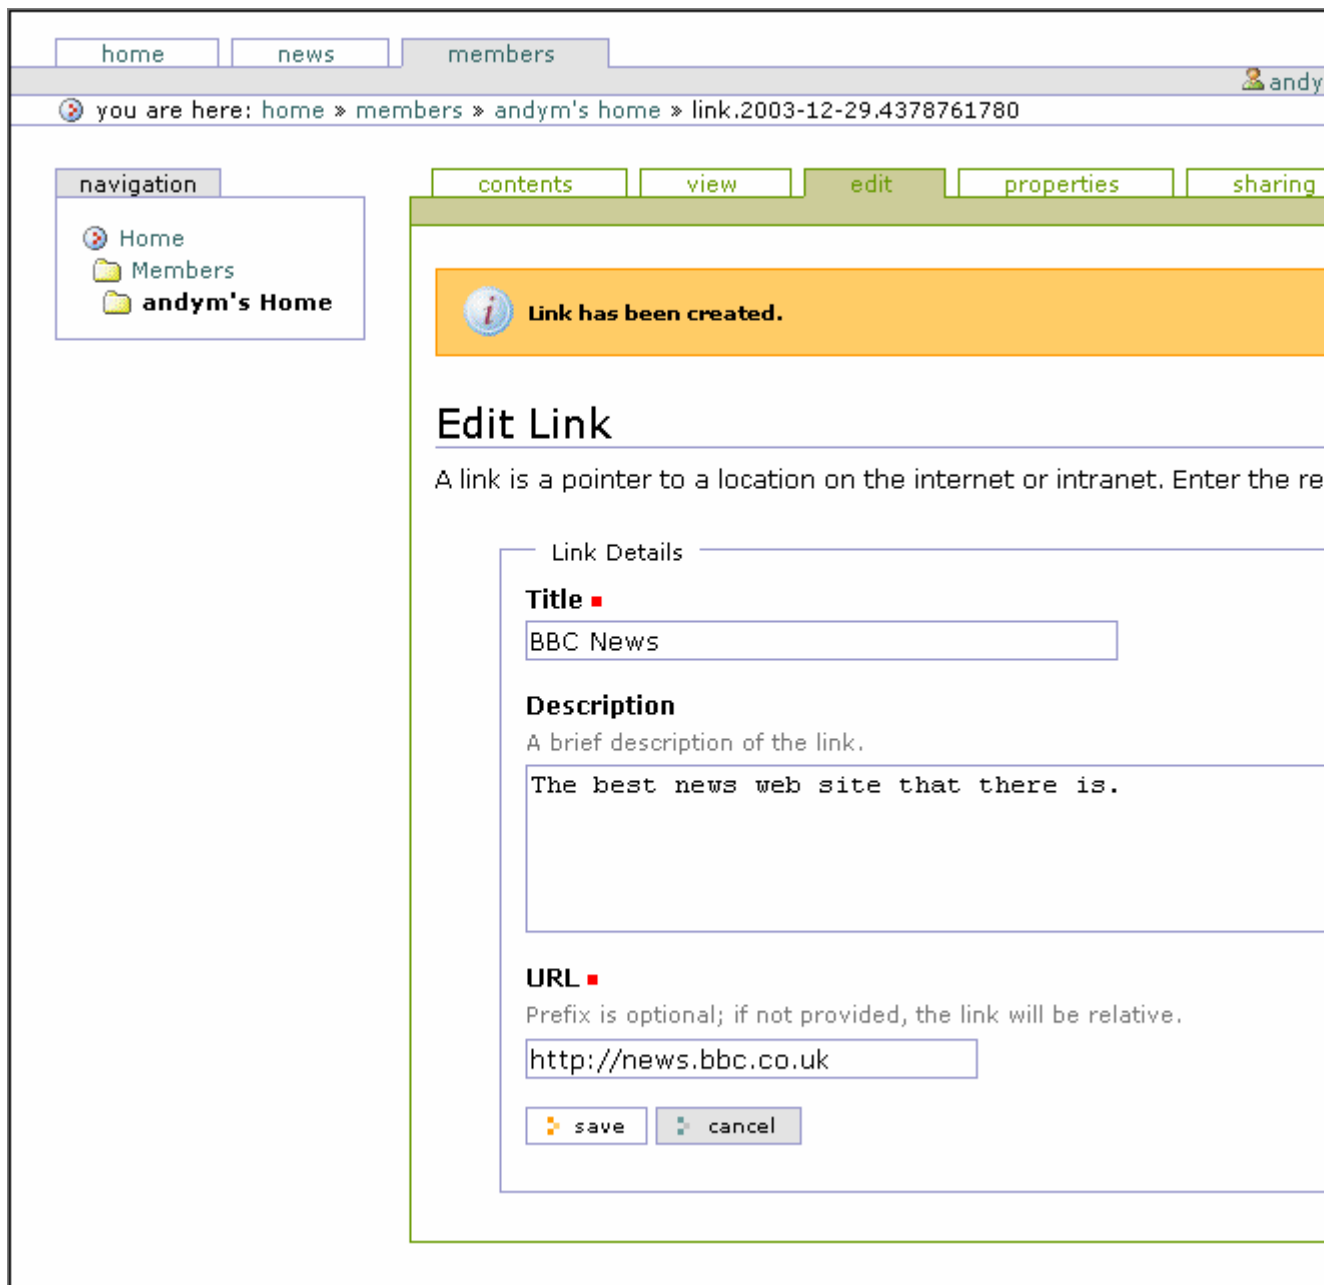 home news members
andy
you are here: home » members » andym's home » link.2003-12-29.4378761780
navigation
contents view edit properties sharing
Home
Members
andym's Home
Link has been created.
Edit Link
A link is a pointer to a location on the internet or intranet. Enter the re
Link Details
Title
BBC News
Description
A brief description of the link.
The best news web site that there is.
URL
Prefix is optional; if not provided, the link will be relative.
http://news.bbc.co.uk
save cancel